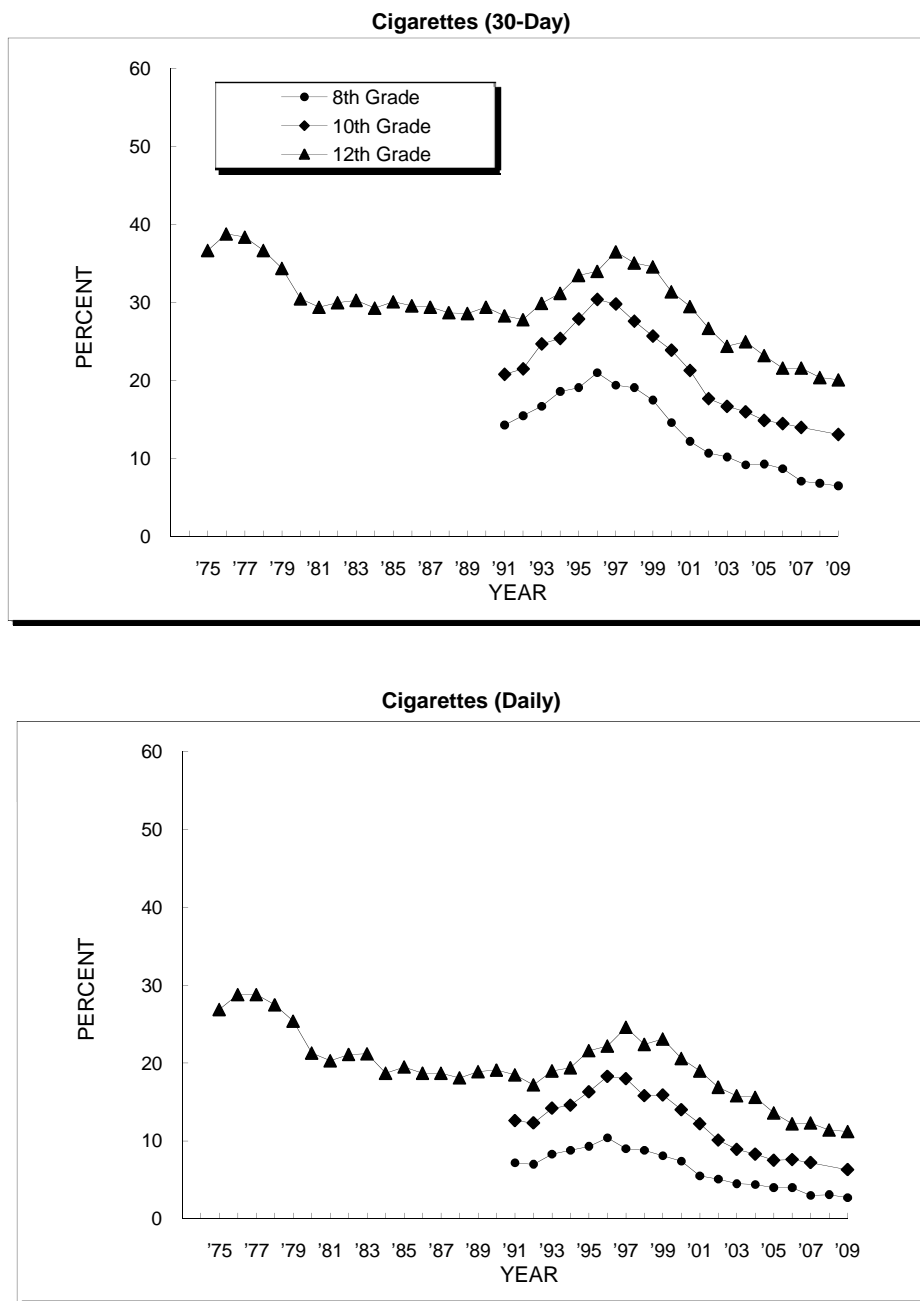 Cigarettes (30-Day)
60
50
40
30
20
10
0
PERCENT
8th Grade
10th Grade
12th Grade
’75 ’77 ’79 ’81 ’83 ’85 ’87 ’89 ’91 ’93 ’95 ’97 ’99 ’01 ’03 ’05 ’07 ’09
YEAR
Cigarettes (Daily)
60
50
40
30
20
10
0
PERCENT
’75 ’77 ’79 ’81 ’83 ’85 ’87 ’89 ’91 ’93 ’95 ’97 ’99 ’01 ’03 ’05 ’07 ’09
YEAR